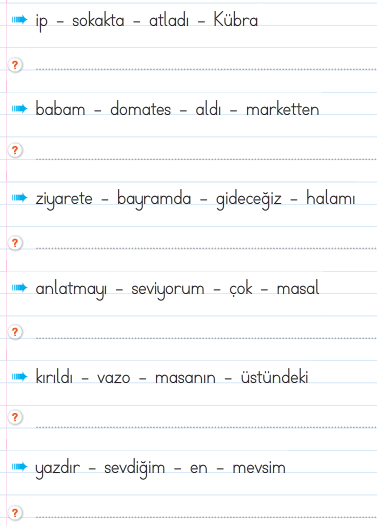 ip – sokakta – atladı – Kübra
?
babam – domates – aldı – marketten
?
ziyarete – bayramda – gideceğiz – halamı
?
anlatmayı – seviyorum – çok – masal
?
kırıldı – vazo – masanın – üstündeki
?
yazdır – sevdiğim – en – mevsim
?